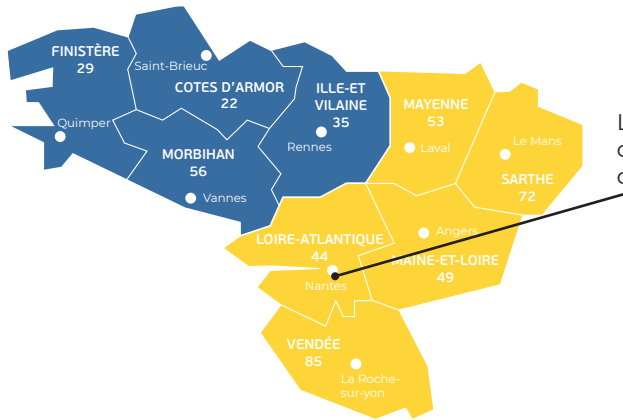 FINISTÈRE
29
Quimper
Saint-Brieuc
COTES D'ARMOR
22
MORBIHAN
56
Vannes
ILLE-ET
VILAINE
35
Rennes
MAYENNE
53
Laval
Le Mans
SARTHE
72
LOIRE-ATLANTIQUE
44
Nantes
Angers
MAINE-ET-LOIRE
49
VENDÉE
85
La Roche-
sur-yon